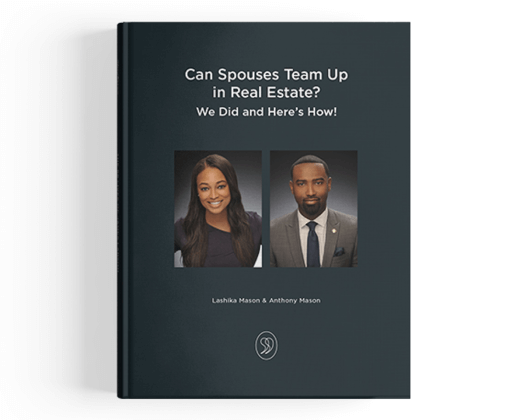 Can Spouses Team Up
in Real Estate?
We Did and Here's How!
Lashika Mason & Anthony Mason